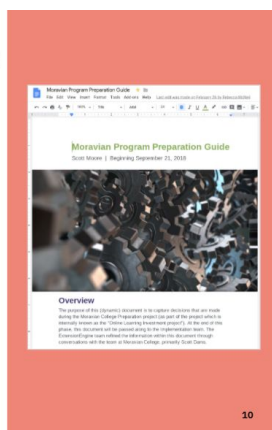 Moravian Program Preparation Guide
File Edit View Insert Format Tools Add-ons Help
Moravian Program Preparation Guide
Scott Moore | Beginning September 21, 2018
Overview
The purpose of this (dynamic) document is to capture decisions that are made
during the Moravian College Preparation project (as part of the project which is
internally known as the "Online Learning Investment project"). At the end of this
phase, this document will be passed along to the Implementation team. The
ExtensionEngine team refined the information within this document through
conversations with the team at Moravian College, primarily Scott Dams.
10